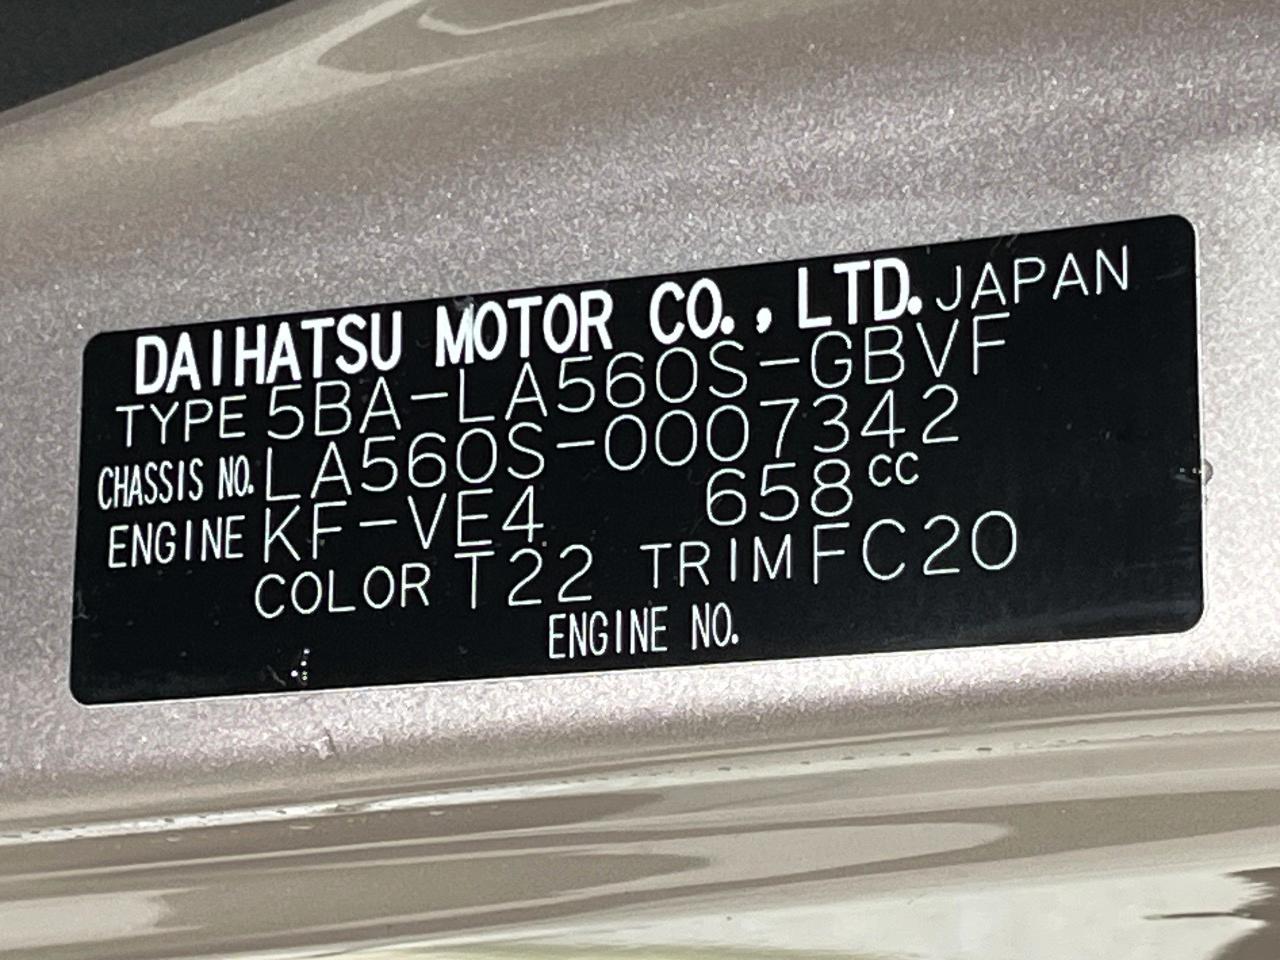 DAIHATSU MOTOR CO., LTD. JAPAN
TYPE 5BA-LA560S-GBVF
CHASSIS NO. LA560S-0007342
ENGINE KF-VE4 658cc
COLOR T22 TRIM FC20
ENGINE NO.